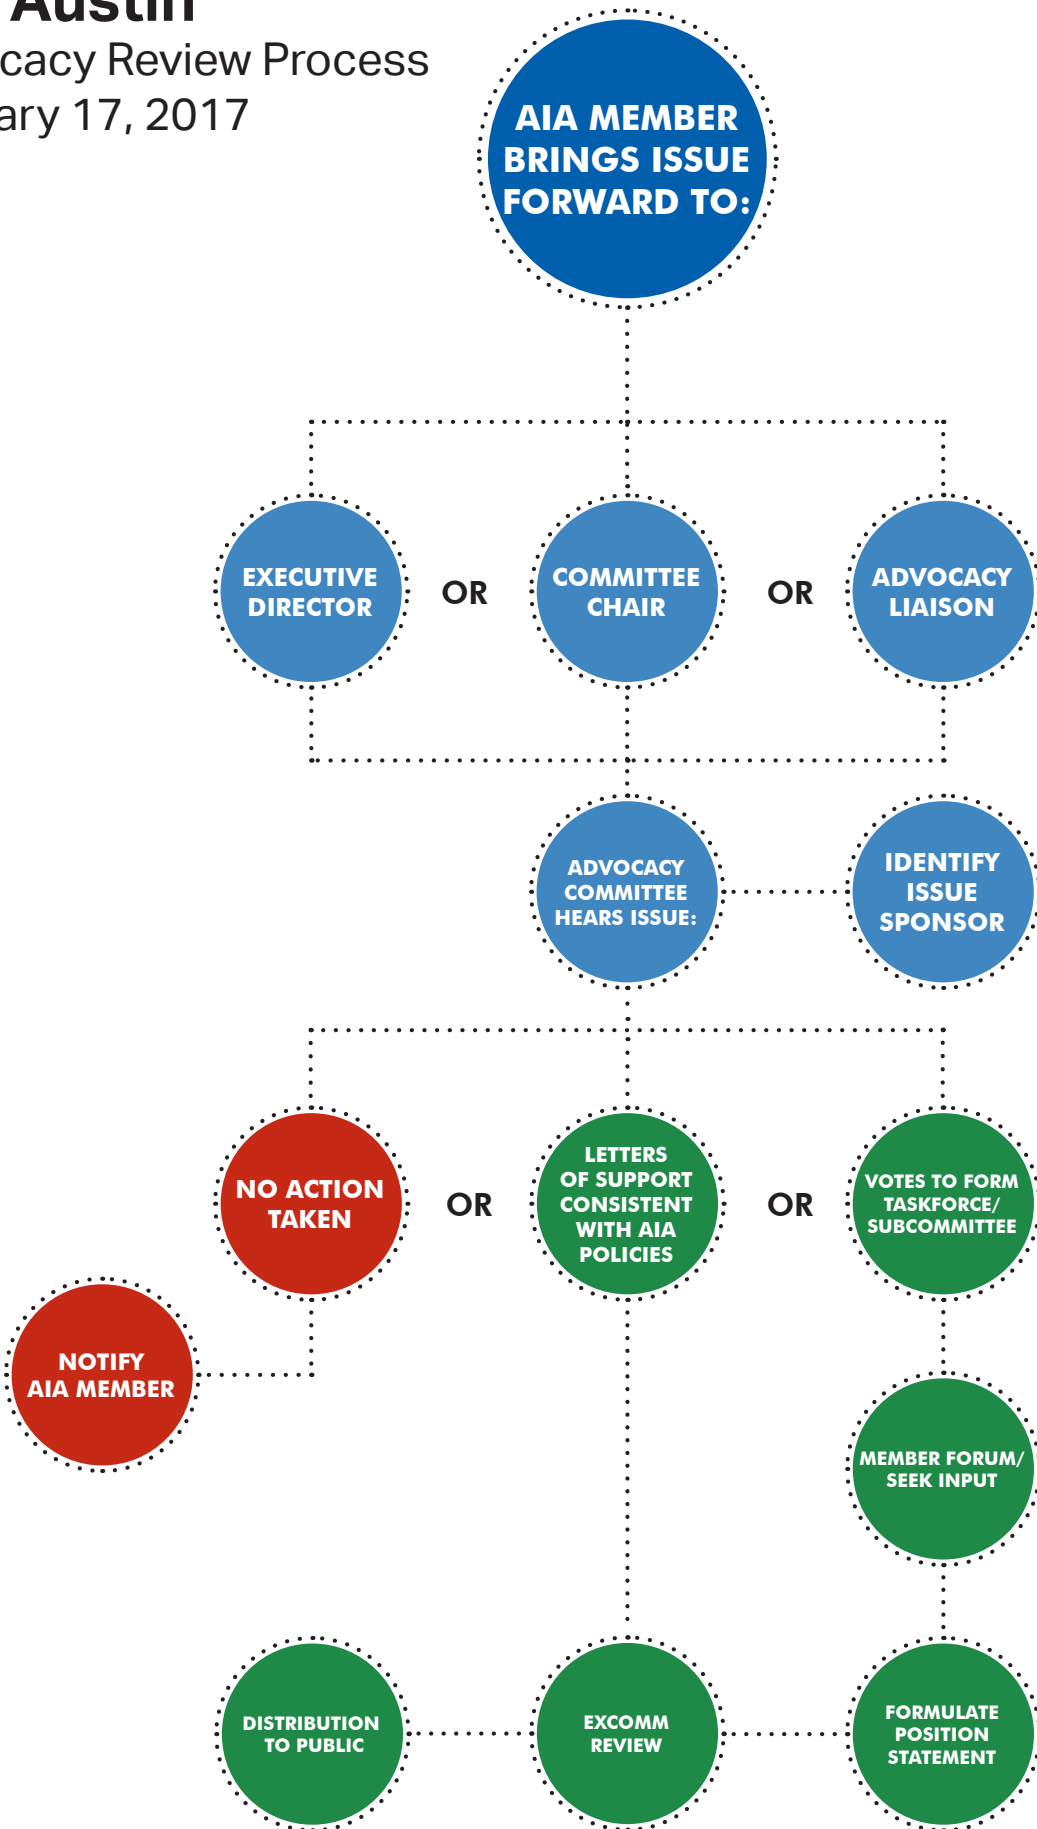 Austin
cacy Review Process
ary 17, 2017
AIA MEMBER
BRINGS ISSUE
FORWARD TO:
EXECUTIVE
DIRECTOR
OR
COMMITTEE
CHAIR
OR
ADVOCACY
LIAISON
ADVOCACY
COMMITTEE
HEARS ISSUE:
IDENTIFY
ISSUE
SPONSOR
NO ACTION
TAKEN
OR
LETTERS
OF SUPPORT
CONSISTENT
WITH AIA
POLICIES
OR
VOTES TO FORM
TASKFORCE/
SUBCOMMITTEE
NOTIFY
AIA MEMBER
MEMBER FORUM/
SEEK INPUT
DISTRIBUTION
TO PUBLIC
EXCOMM
REVIEW
FORMULATE
POSITION
STATEMENT